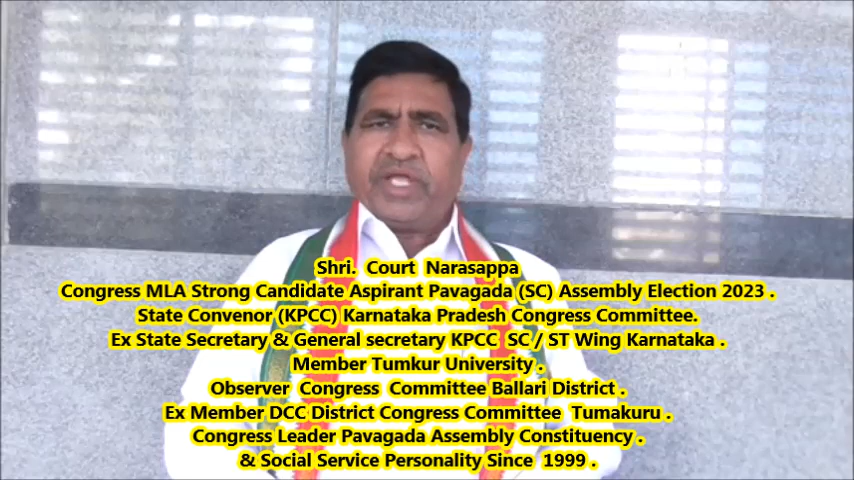 Shri. Court Narasappa
Congress MLA Strong Candidate Aspirant Pavagada (SC) Assembly Election 2023 .
State Convenor (KPCC) Karnataka Pradesh Congress Committee.
Ex State Secretary & General secretary KPCC SC / ST Wing Karnataka .
Member Tumkur University .
Observer Congress Committee Ballari District .
Ex Member DCC District Congress Committee Tumakuru .
Congress Leader Pavagada Assembly Constituency .
& Social Service Personality Since 1999 .